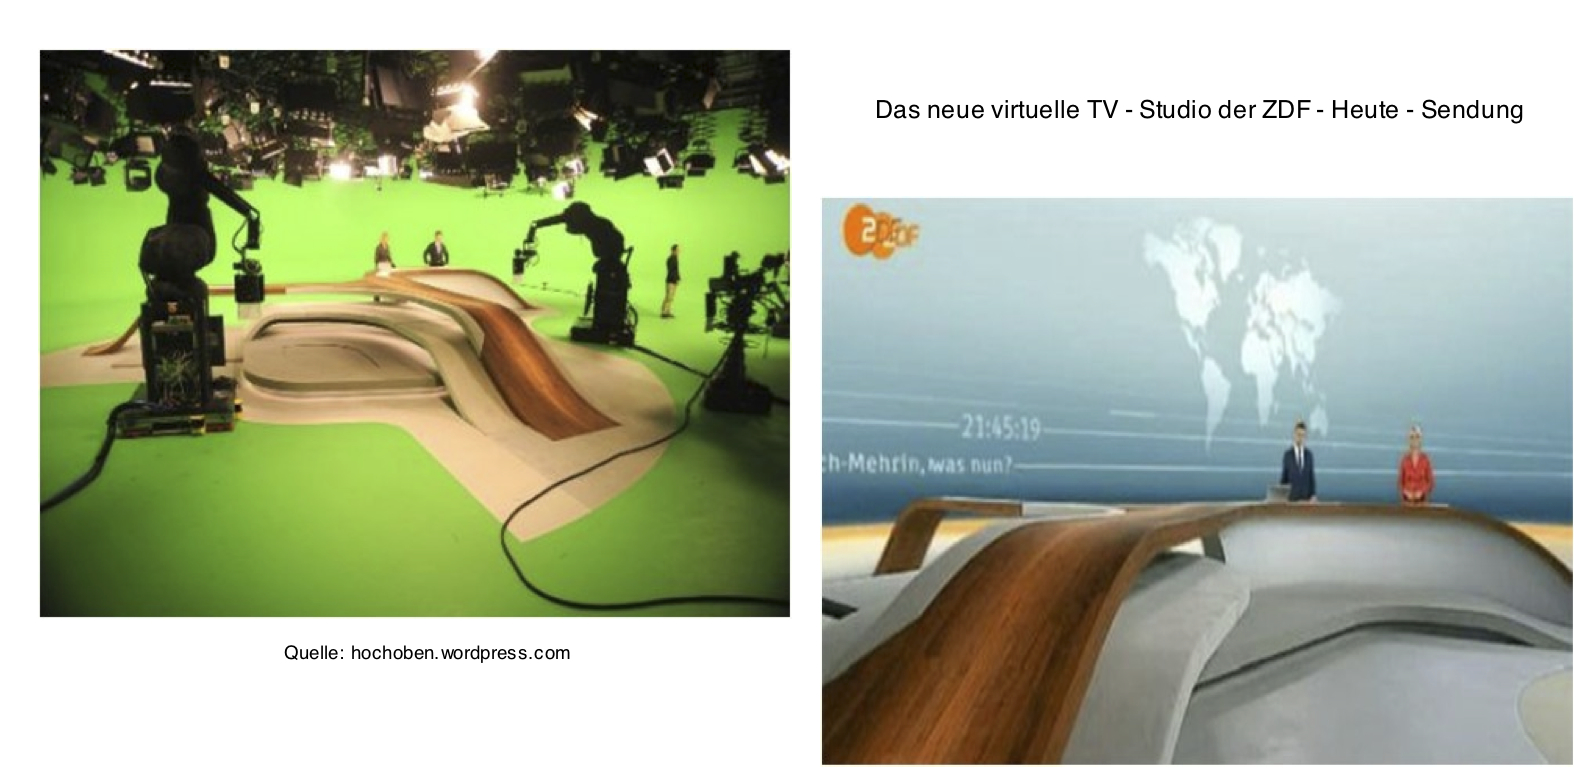 Das neue virtuelle TV - Studio der ZDF - Heute - Sendung
2DF
21:45:19
ch-Mehrin, was nun?
Quelle: hochoben.wordpress.com